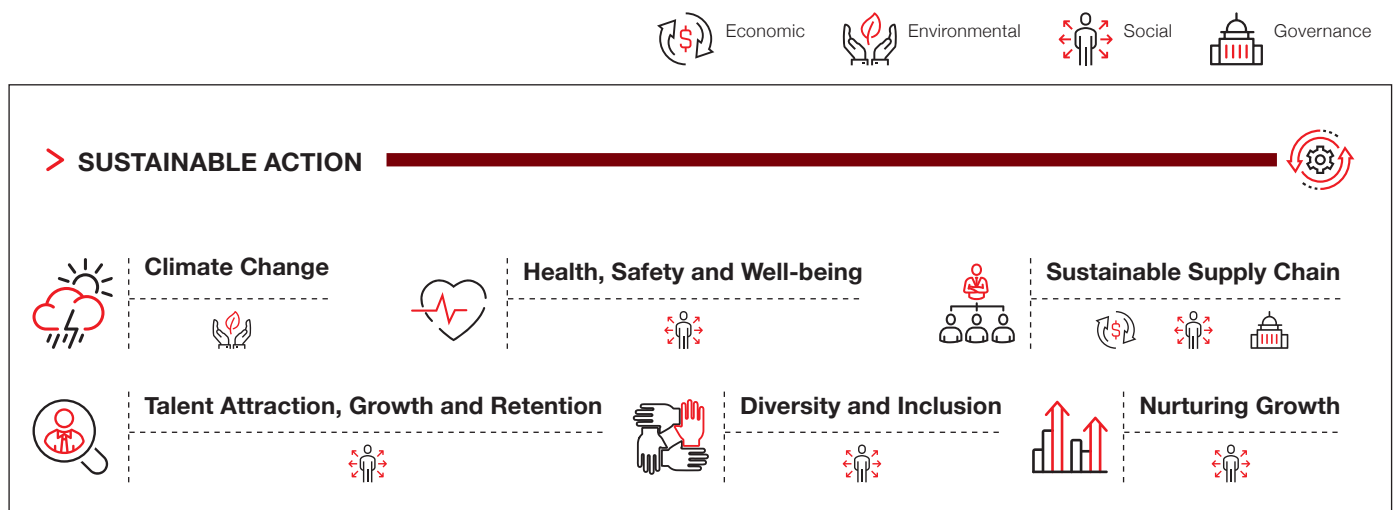 Economic
Environmental
Social
Governance
SUSTAINABLE ACTION
Climate Change
Health, Safety and Well-being
Sustainable Supply Chain
Talent Attraction, Growth and Retention
Diversity and Inclusion
Nurturing Growth